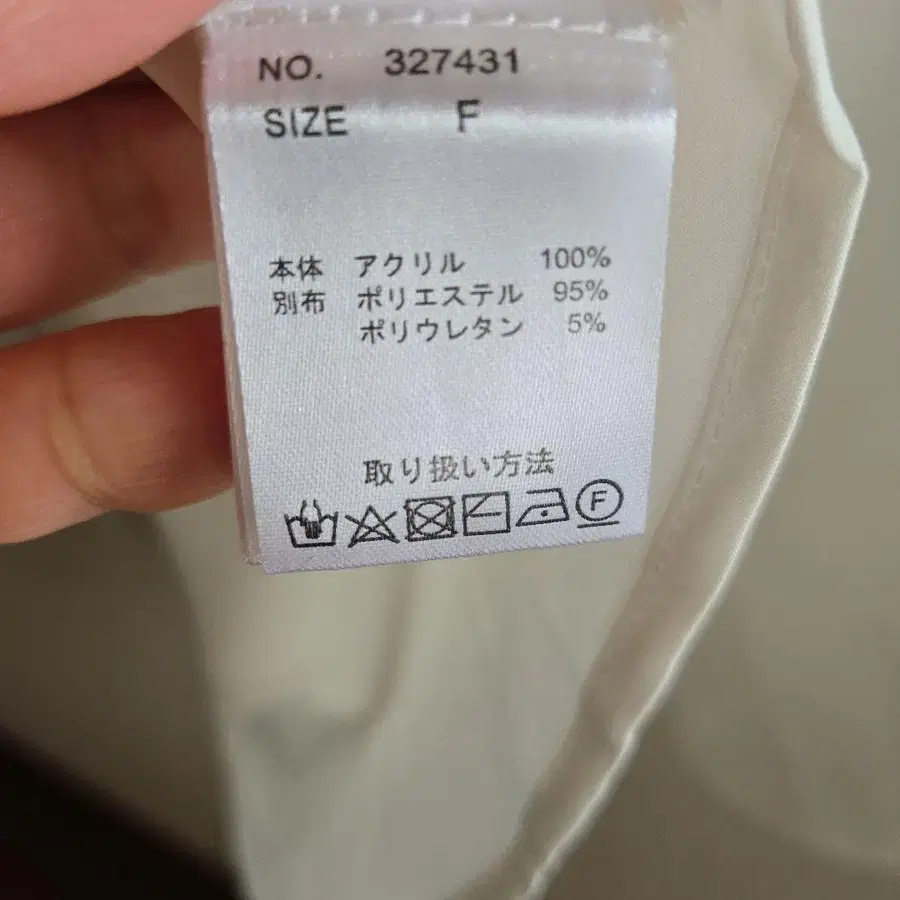 NO. 327431
SIZE F
本体 アクリル 100%
別布 ポリエステル 95%
ポリウレタン 5%
取り扱い方法
F